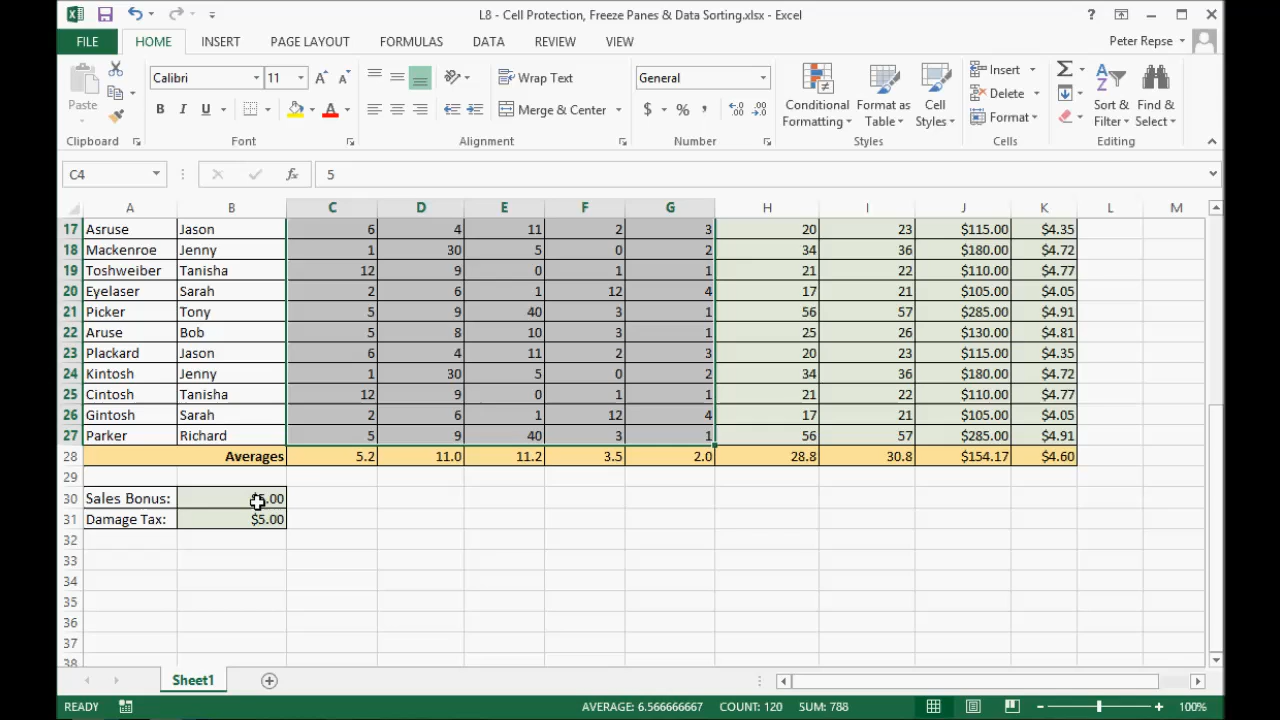 L8 - Cell Protection, Freeze Panes & Data Sorting.xlsx - Excel
FILE HOME INSERT PAGE LAYOUT FORMULAS DATA REVIEW VIEW Peter Repse
Paste
Calibri 11
Wrap Text
General
Conditional Formatting
Format as Table
Cell Styles
Insert
Delete
Format
Sort & Filter
Find & Select
B I U
Merge & Center
$ % ,
Clipboard Font Alignment Number Styles Cells Editing
C4 fx 5
A B C D E F G H I J K L M
17 Asruse Jason 6 4 11 2 3 20 23 $115.00 $4.35
18 Mackenroe Jenny 1 30 5 0 2 34 36 $180.00 $4.72
19 Toshweiber Tanisha 12 9 0 1 1 21 22 $110.00 $4.77
20 Eyelaser Sarah 2 6 1 12 4 17 21 $105.00 $4.05
21 Picker Tony 5 9 40 3 1 56 57 $285.00 $4.91
22 Aruse Bob 5 8 10 3 1 25 26 $130.00 $4.81
23 Plackard Jason 6 4 11 2 3 20 23 $115.00 $4.35
24 Kintosh Jenny 1 30 5 0 2 34 36 $180.00 $4.72
25 Cintosh Tanisha 12 9 0 1 1 21 22 $110.00 $4.77
26 Gintosh Sarah 2 6 1 12 4 17 21 $105.00 $4.05
27 Parker Richard 5 9 40 3 1 56 57 $285.00 $4.91
28 Averages 5.2 11.0 11.2 3.5 2.0 28.8 30.8 $154.17 $4.60
29
30 Sales Bonus: $5.00
31 Damage Tax: $5.00
32
33
34
35
36
37
38
Sheet1
READY AVERAGE: 6.566666667 COUNT: 120 SUM: 788 100%